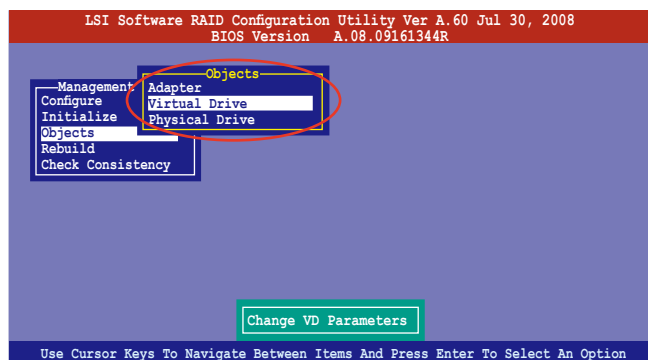 LSI Software RAID Configuration Utility Ver A.60 Jul 30, 2008
BIOS Version A.08.09161344R
Objects
Adapter
Virtual Drive
Physical Drive
Management
Configure
Initialize
Objects
Rebuild
Check Consistency
Change VD Parameters
Use Cursor Keys To Navigate Between Items And Press Enter To Select An Option